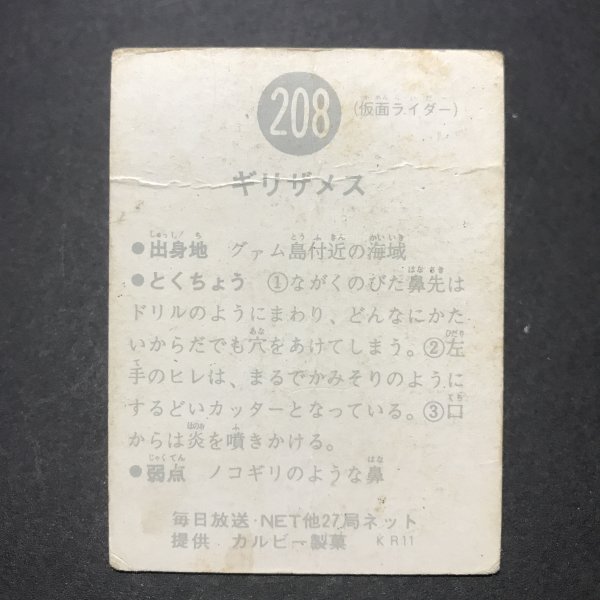 208
(仮面ライダー)
ギリザメス
●出身地 グァム島付近の海域
●とくちょう ①ながくのびた鼻先は
ドリルのようにまわり、どんなにかた
いからだでも穴をあけてしまう。②左
手のヒレは、まるでかみそりのように
するどいカッターとなっている。③口
からは炎を噴きかける。
●弱点 ノコギリのような鼻
毎日放送・NET他27局ネット
提供 カルビー製菓 KR11